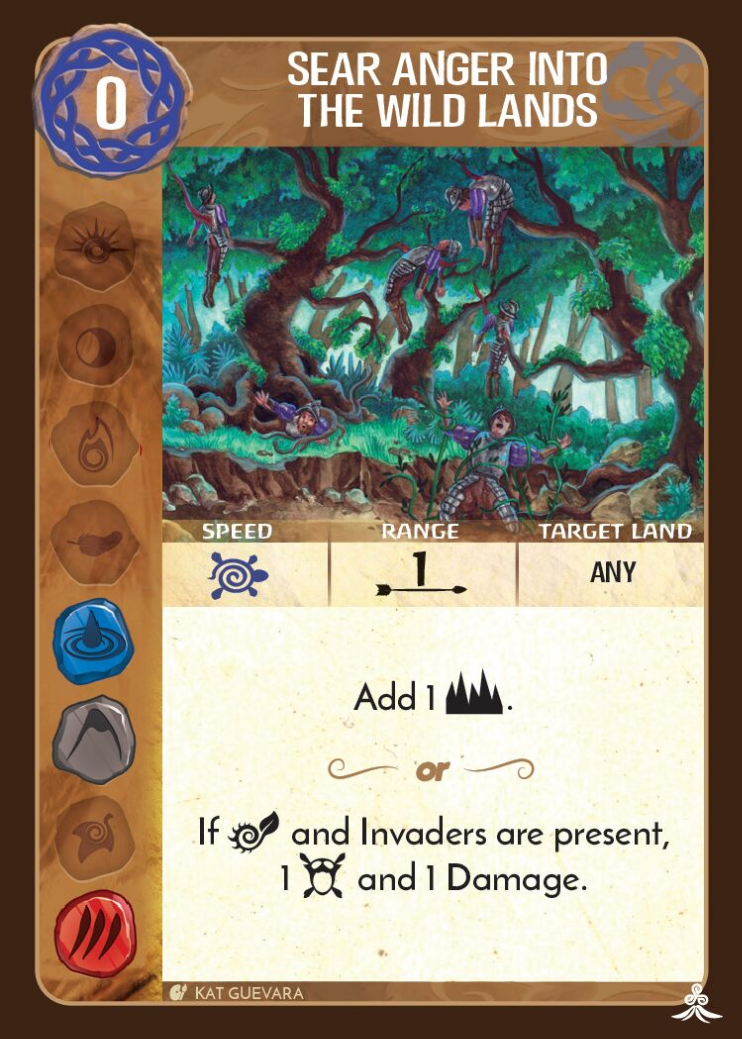 0
SEAR ANGER INTO
THE WILD LANDS
SPEED RANGE TARGET LAND
1 ANY
Add 1 .
or
If and Invaders are present,
1 and 1 Damage.
KAT GUEVARA